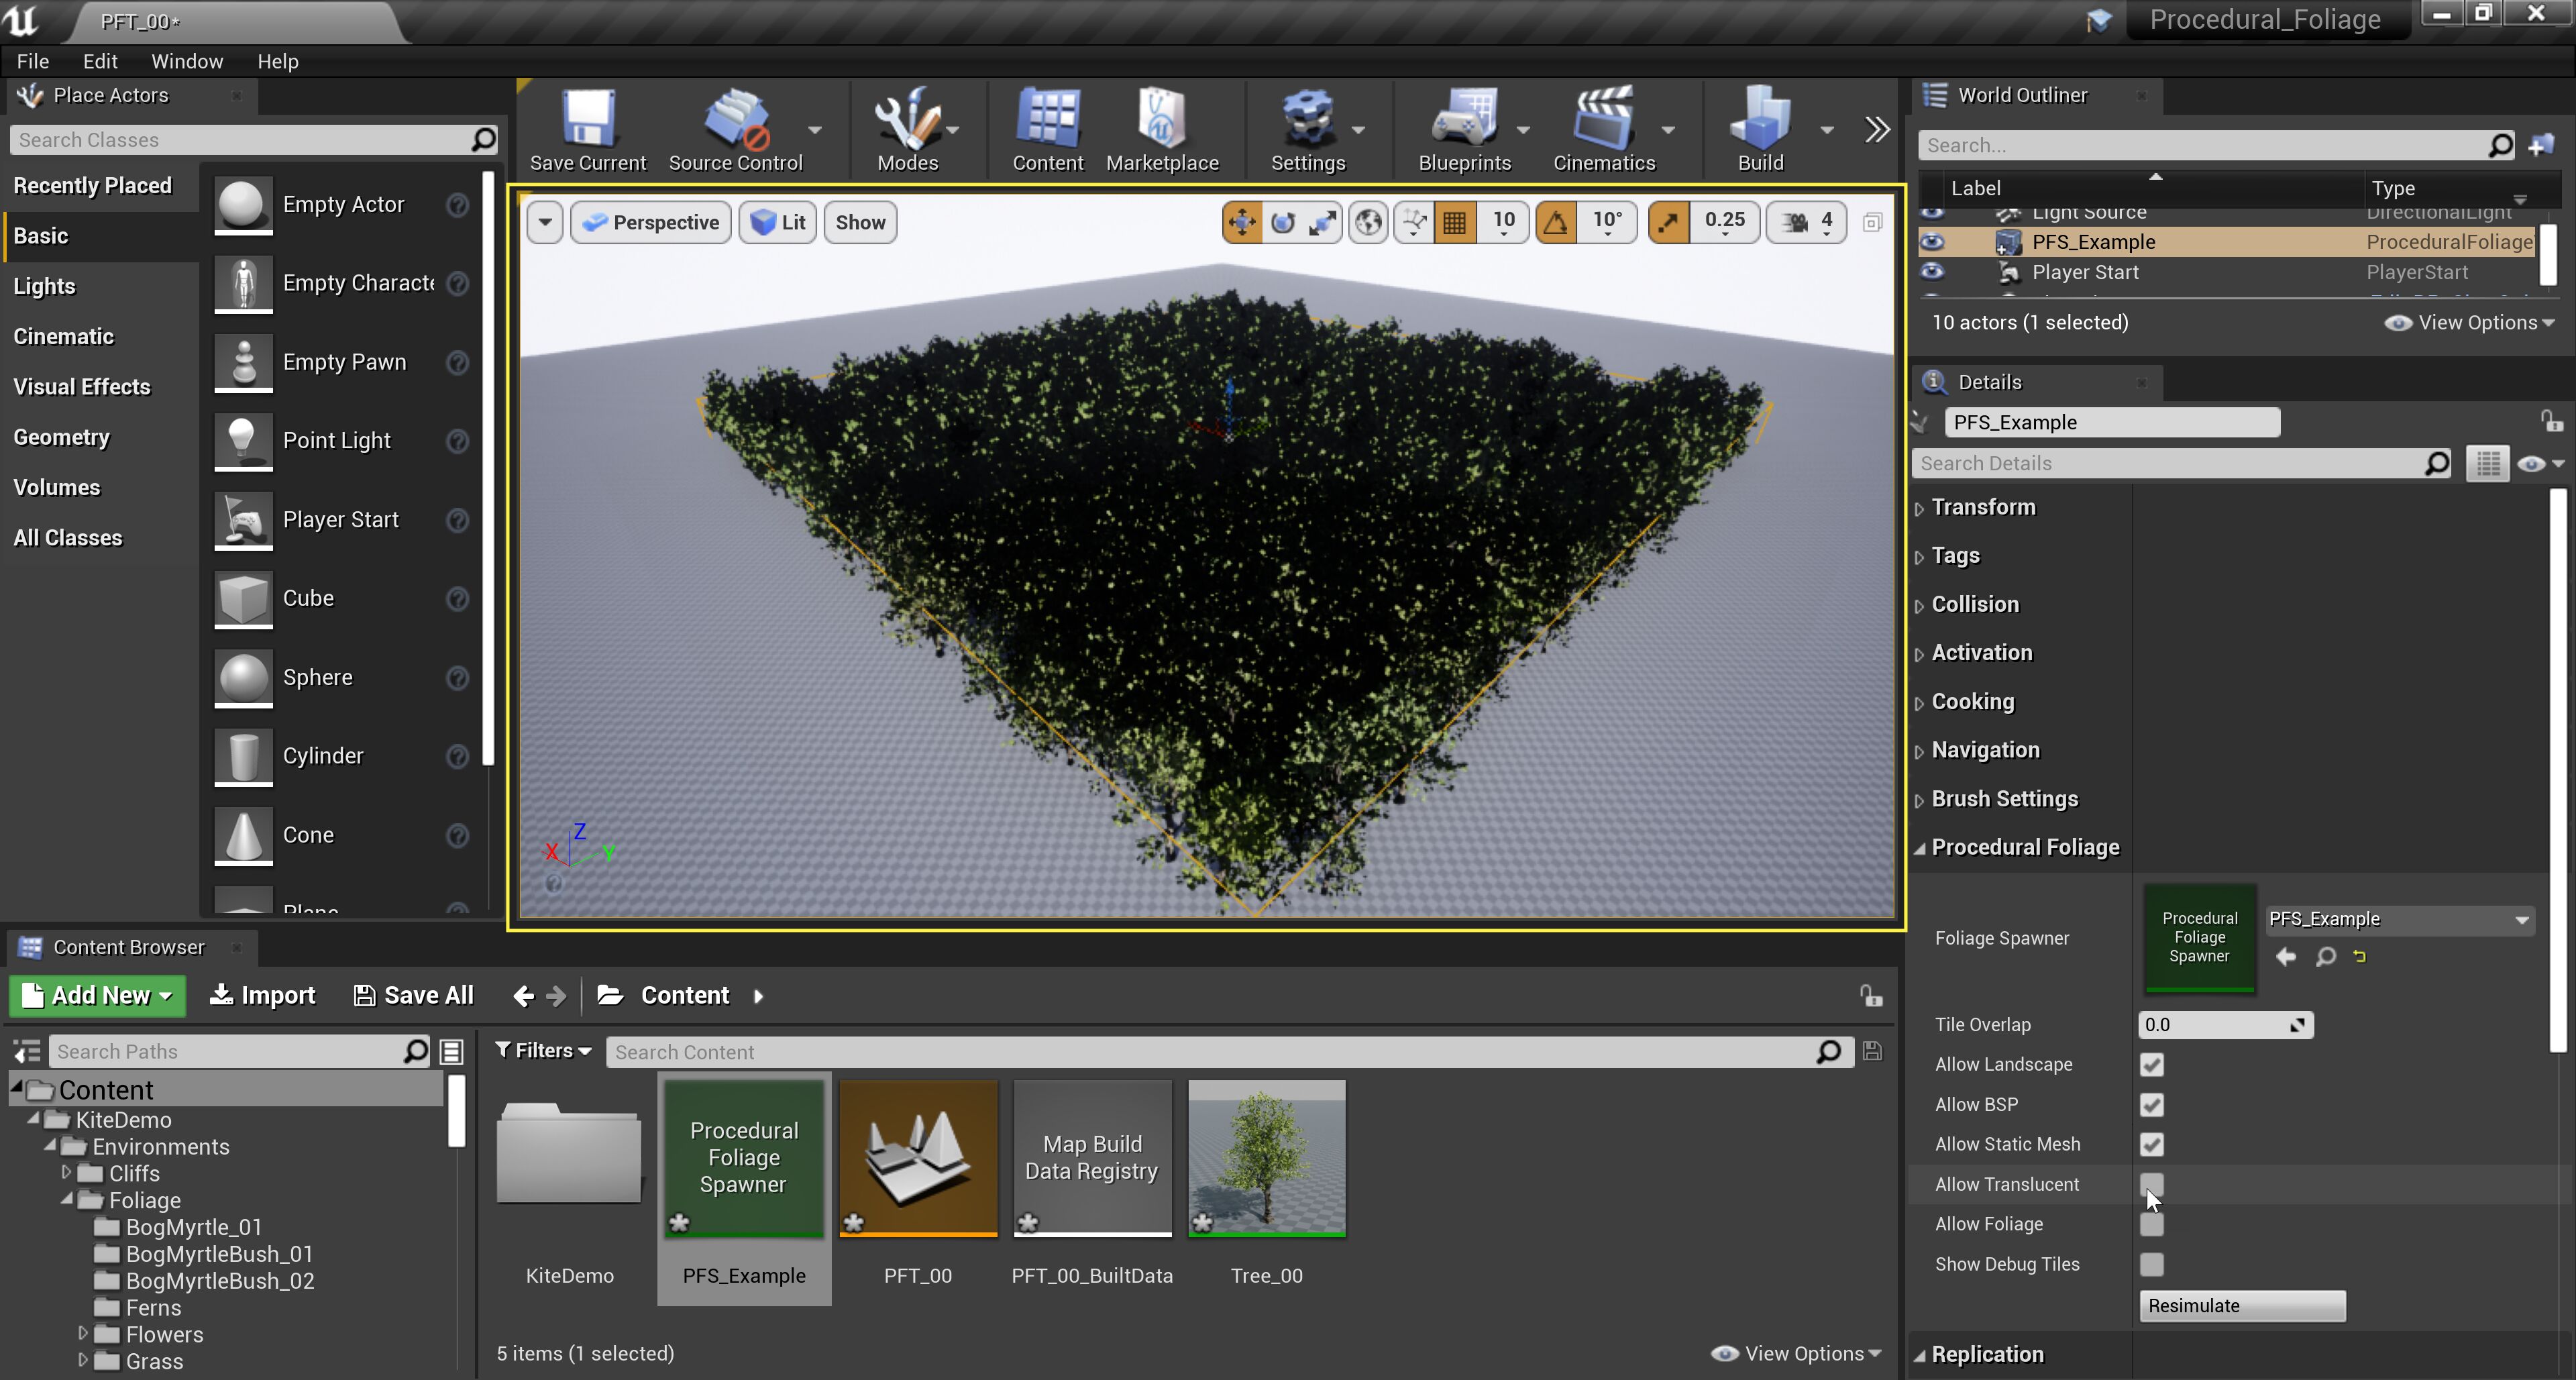 PFT_00*
Procedural_Foliage
File Edit Window Help
Place Actors
Search Classes
Recently Placed
Basic
Lights
Cinematic
Visual Effects
Geometry
Volumes
All Classes
Empty Actor
Empty Characte
Empty Pawn
Point Light
Player Start
Cube
Sphere
Cylinder
Cone
Plane
Save Current Source Control Modes Content Marketplace Settings Blueprints Cinematics Build
Perspective Lit Show 10 10° 0.25 4
Z
X Y
World Outliner
Search...
Label Type
Light Source DirectionalLight
PFS_Example ProceduralFoliage
Player Start PlayerStart
10 actors (1 selected) View Options
Details
PFS_Example
Search Details
Transform
Tags
Collision
Activation
Cooking
Navigation
Brush Settings
Procedural Foliage
Foliage Spawner
Procedural
Foliage
Spawner
PFS_Example
Tile Overlap 0.0
Allow Landscape
Allow BSP
Allow Static Mesh
Allow Translucent
Allow Foliage
Show Debug Tiles
Resimulate
Replication
Content Browser
Add New Import Save All Content
Search Paths
Content
KiteDemo
Environments
Cliffs
Foliage
BogMyrtle_01
BogMyrtleBush_01
BogMyrtleBush_02
Ferns
Flowers
Grass
Filters Search Content
Procedural
Foliage
Spawner
Map Build
Data Registry
KiteDemo PFS_Example PFT_00 PFT_00_BuiltData Tree_00
5 items (1 selected) View Options